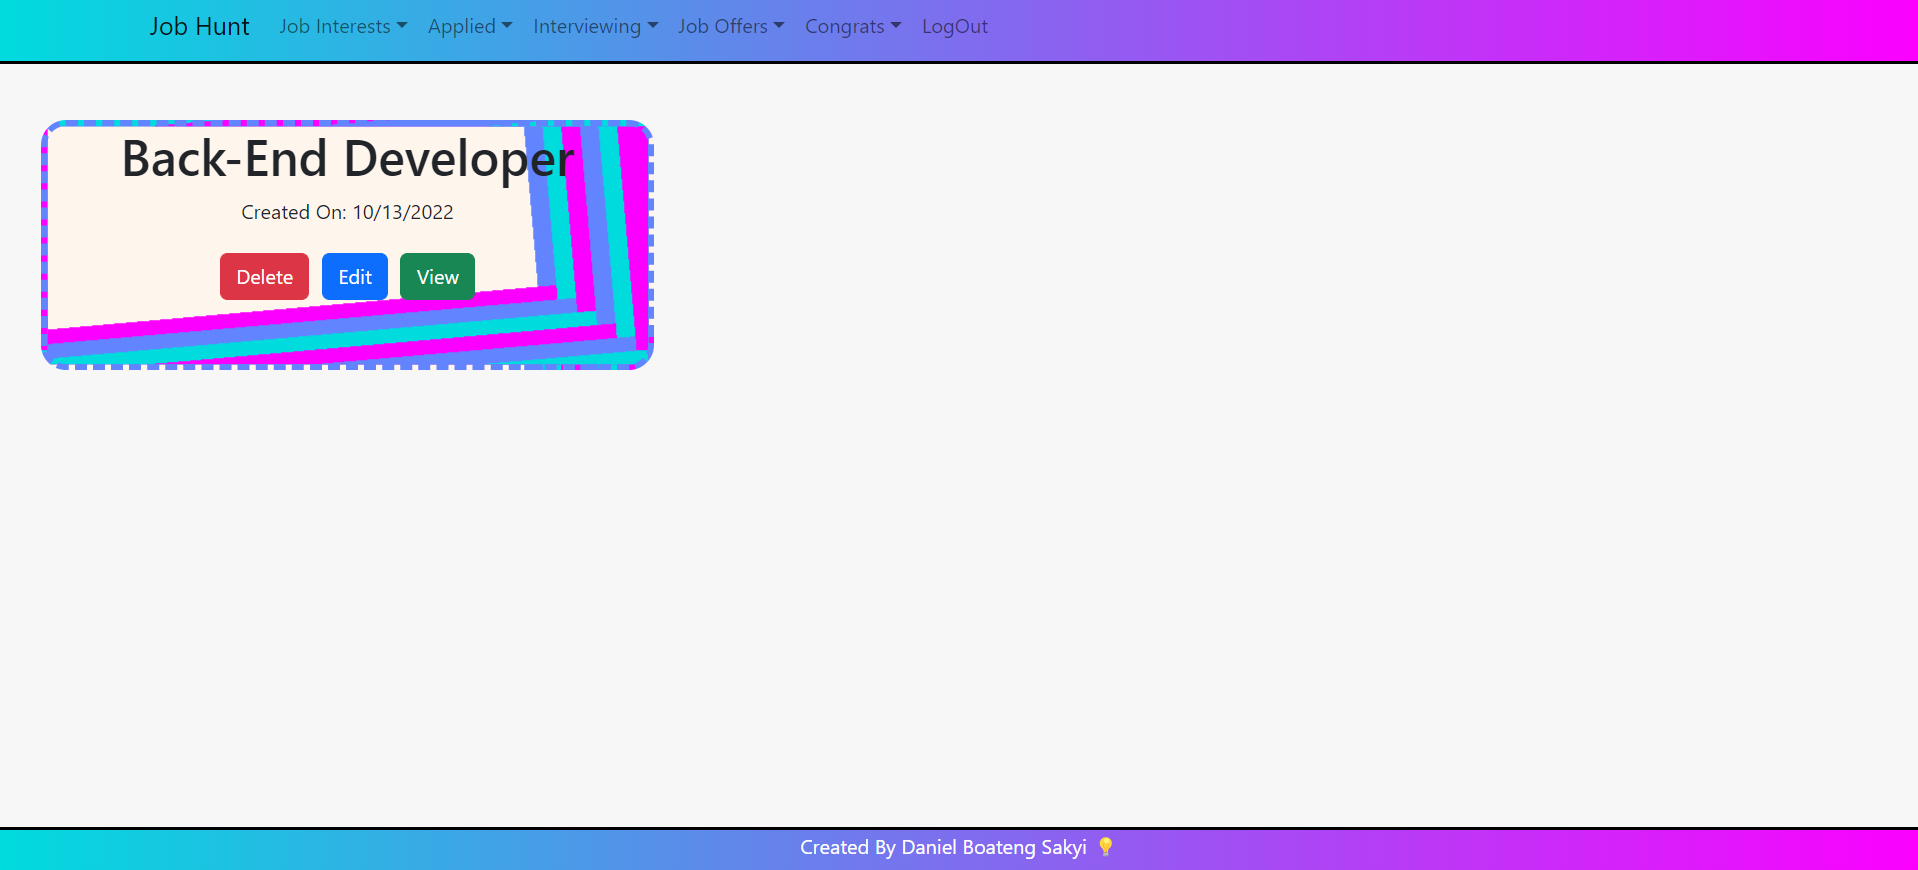 Job Hunt Job Interests Applied Interviewing Job Offers Congrats LogOut
Back-End Developer
Created On: 10/13/2022
Delete Edit View
Created By Daniel Boateng Sakyi 💡